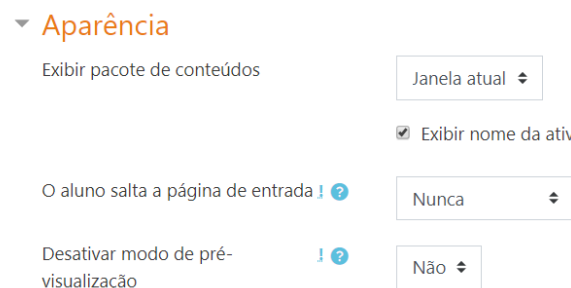 Aparência
Exibir pacote de conteúdos
Janela atual
Exibir nome da
O aluno salta a página de entrada
Nunca
Desativar modo de pré-
visualização
Não